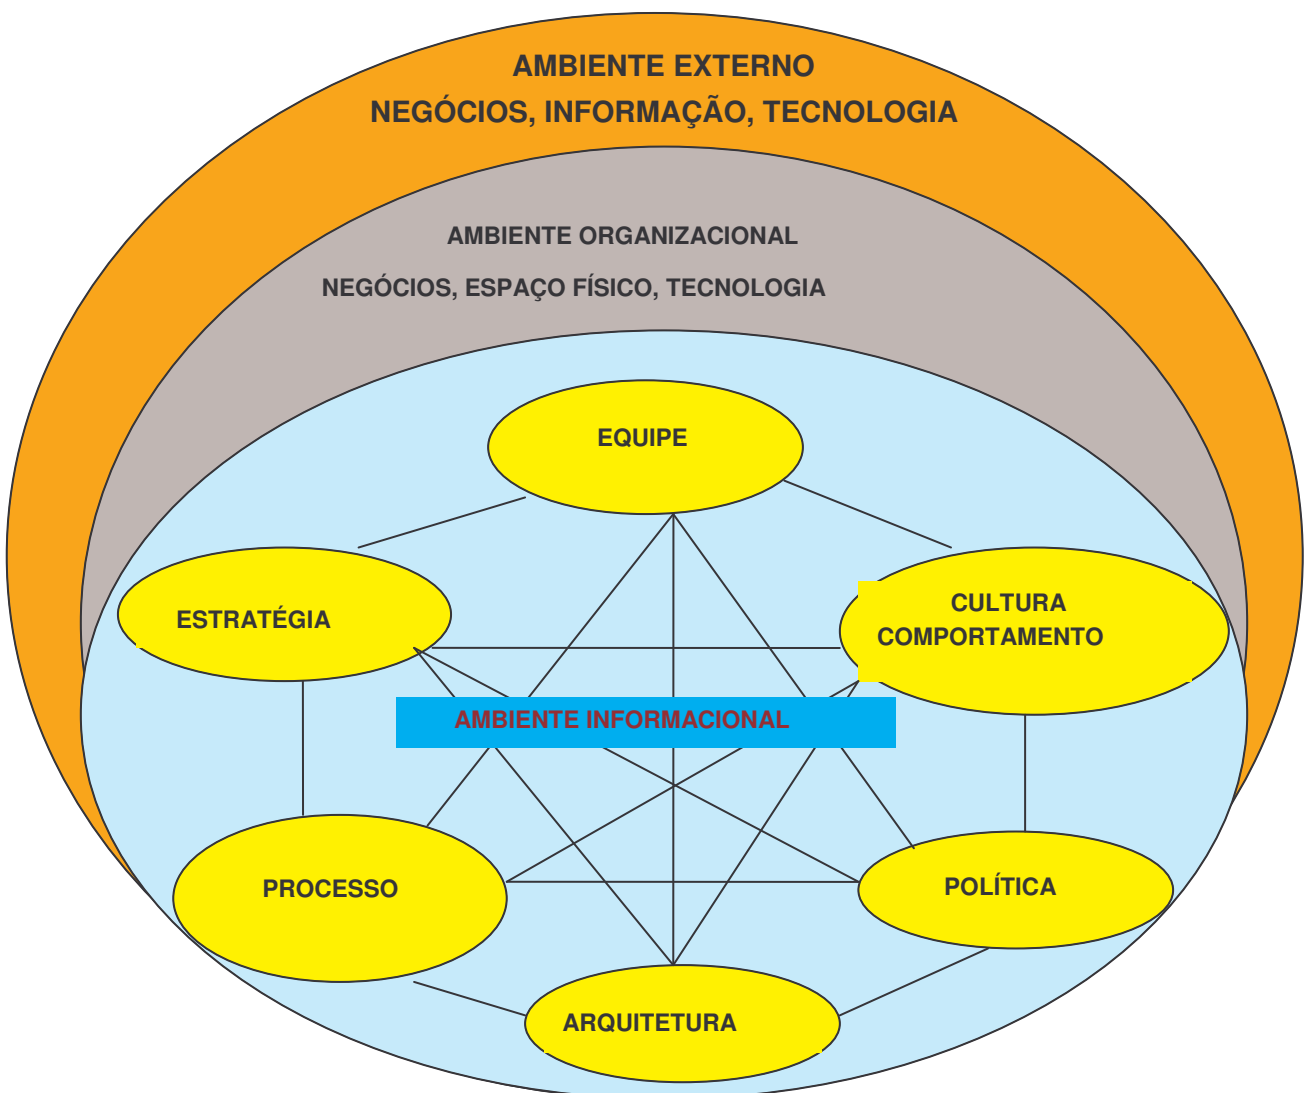 AMBIENTE EXTERNO
NEGÓCIOS, INFORMAÇÃO, TECNOLOGIA
AMBIENTE ORGANIZACIONAL
NEGÓCIOS, ESPAÇO FÍSICO, TECNOLOGIA
EQUIPE
ESTRATÉGIA
CULTURA
COMPORTAMENTO
AMBIENTE INFORMACIONAL
PROCESSO
POLÍTICA
ARQUITETURA